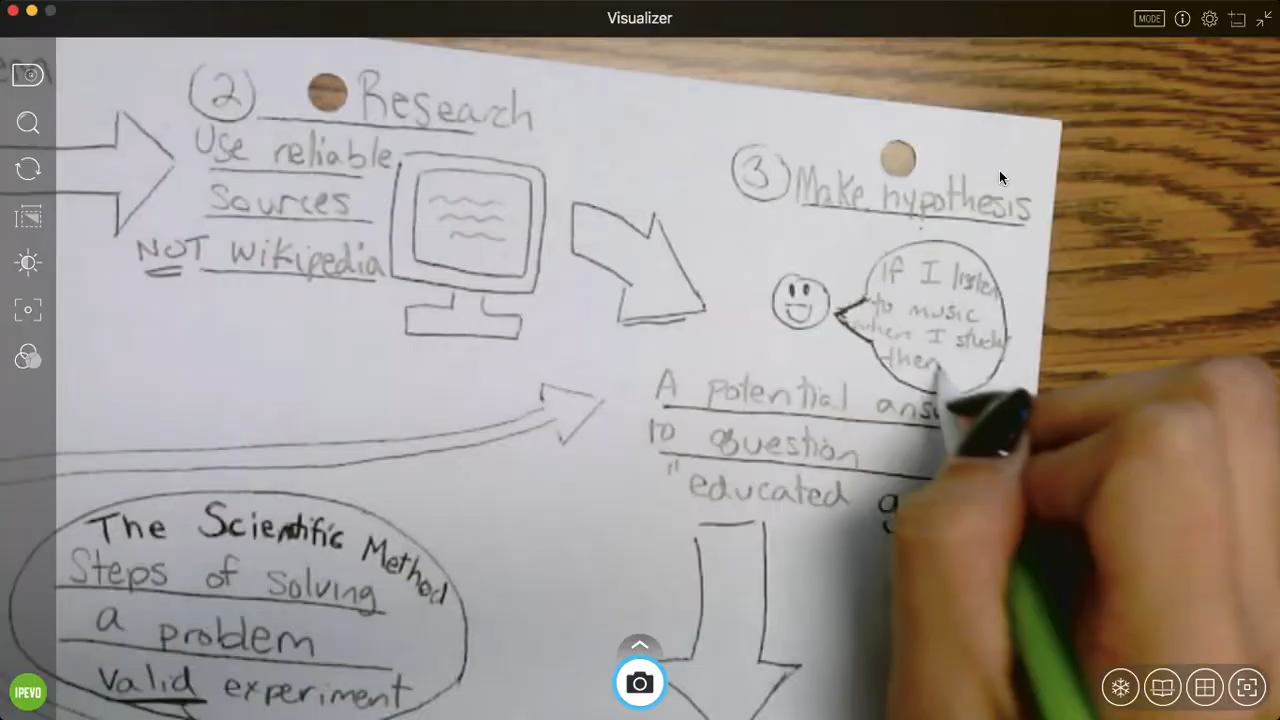 Visualizer
MODE
2 Research
Use reliable
Sources
NOT Wikipedia
3 Make hypothesis
If I listen
to music
when I study
then
A potential
to question
"educated
The Scientific Method
Steps of solving
a problem
valid experiment
IPEVO